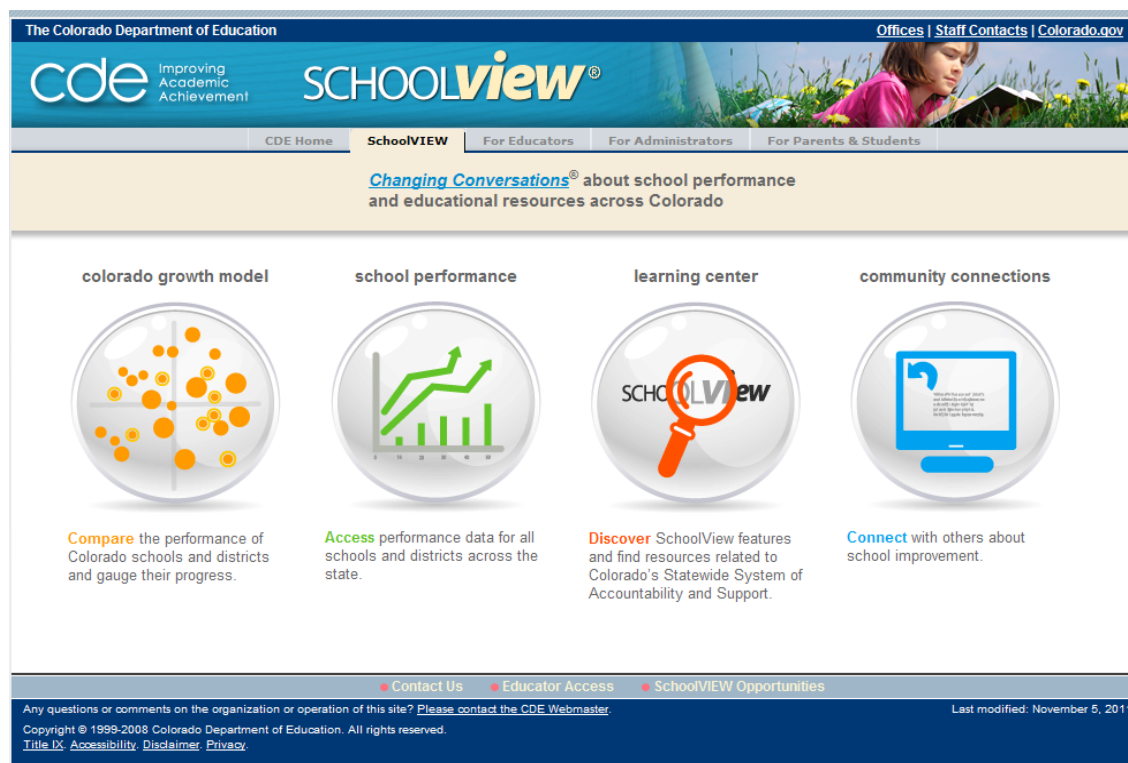 The Colorado Department of Education
Offices | Staff Contacts | Colorado.gov
cde Improving
Academic
Achievement
SCHOOLview®
CDE Home SchoolVIEW For Educators For Administrators For Parents & Students
Changing Conversations® about school performance
and educational resources across Colorado
colorado growth model
school performance
learning center
community connections
SCHOOLVIew
Compare the performance of
Colorado schools and districts
and gauge their progress.
Access performance data for all
schools and districts across the
state.
Discover SchoolView features
and find resources related to
Colorado's Statewide System of
Accountability and Support.
Connect with others about
school improvement.
Contact Us Educator Access SchoolVIEW Opportunities
Any questions or comments on the organization or operation of this site? Please contact the CDE Webmaster.
Last modified: November 5, 201
Copyright © 1999-2008 Colorado Department of Education. All rights reserved.
Title IX. Accessibility. Disclaimer. Privacy.